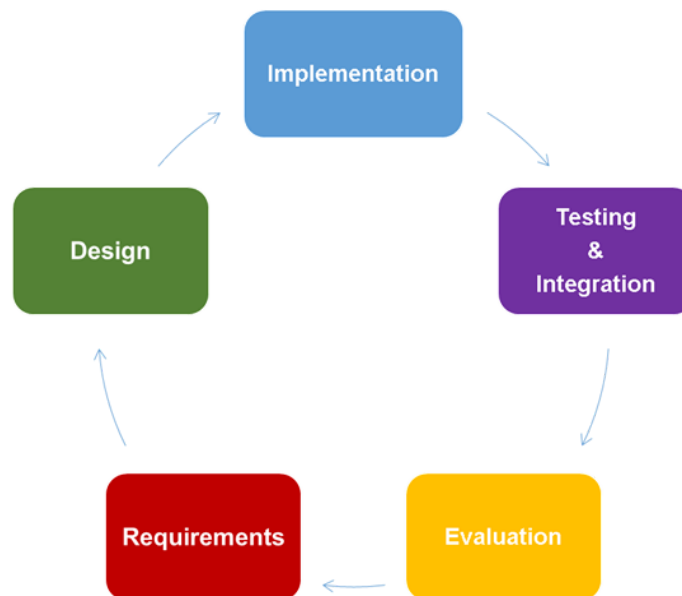 Implementation
Design
Testing
&
Integration
Requirements
Evaluation